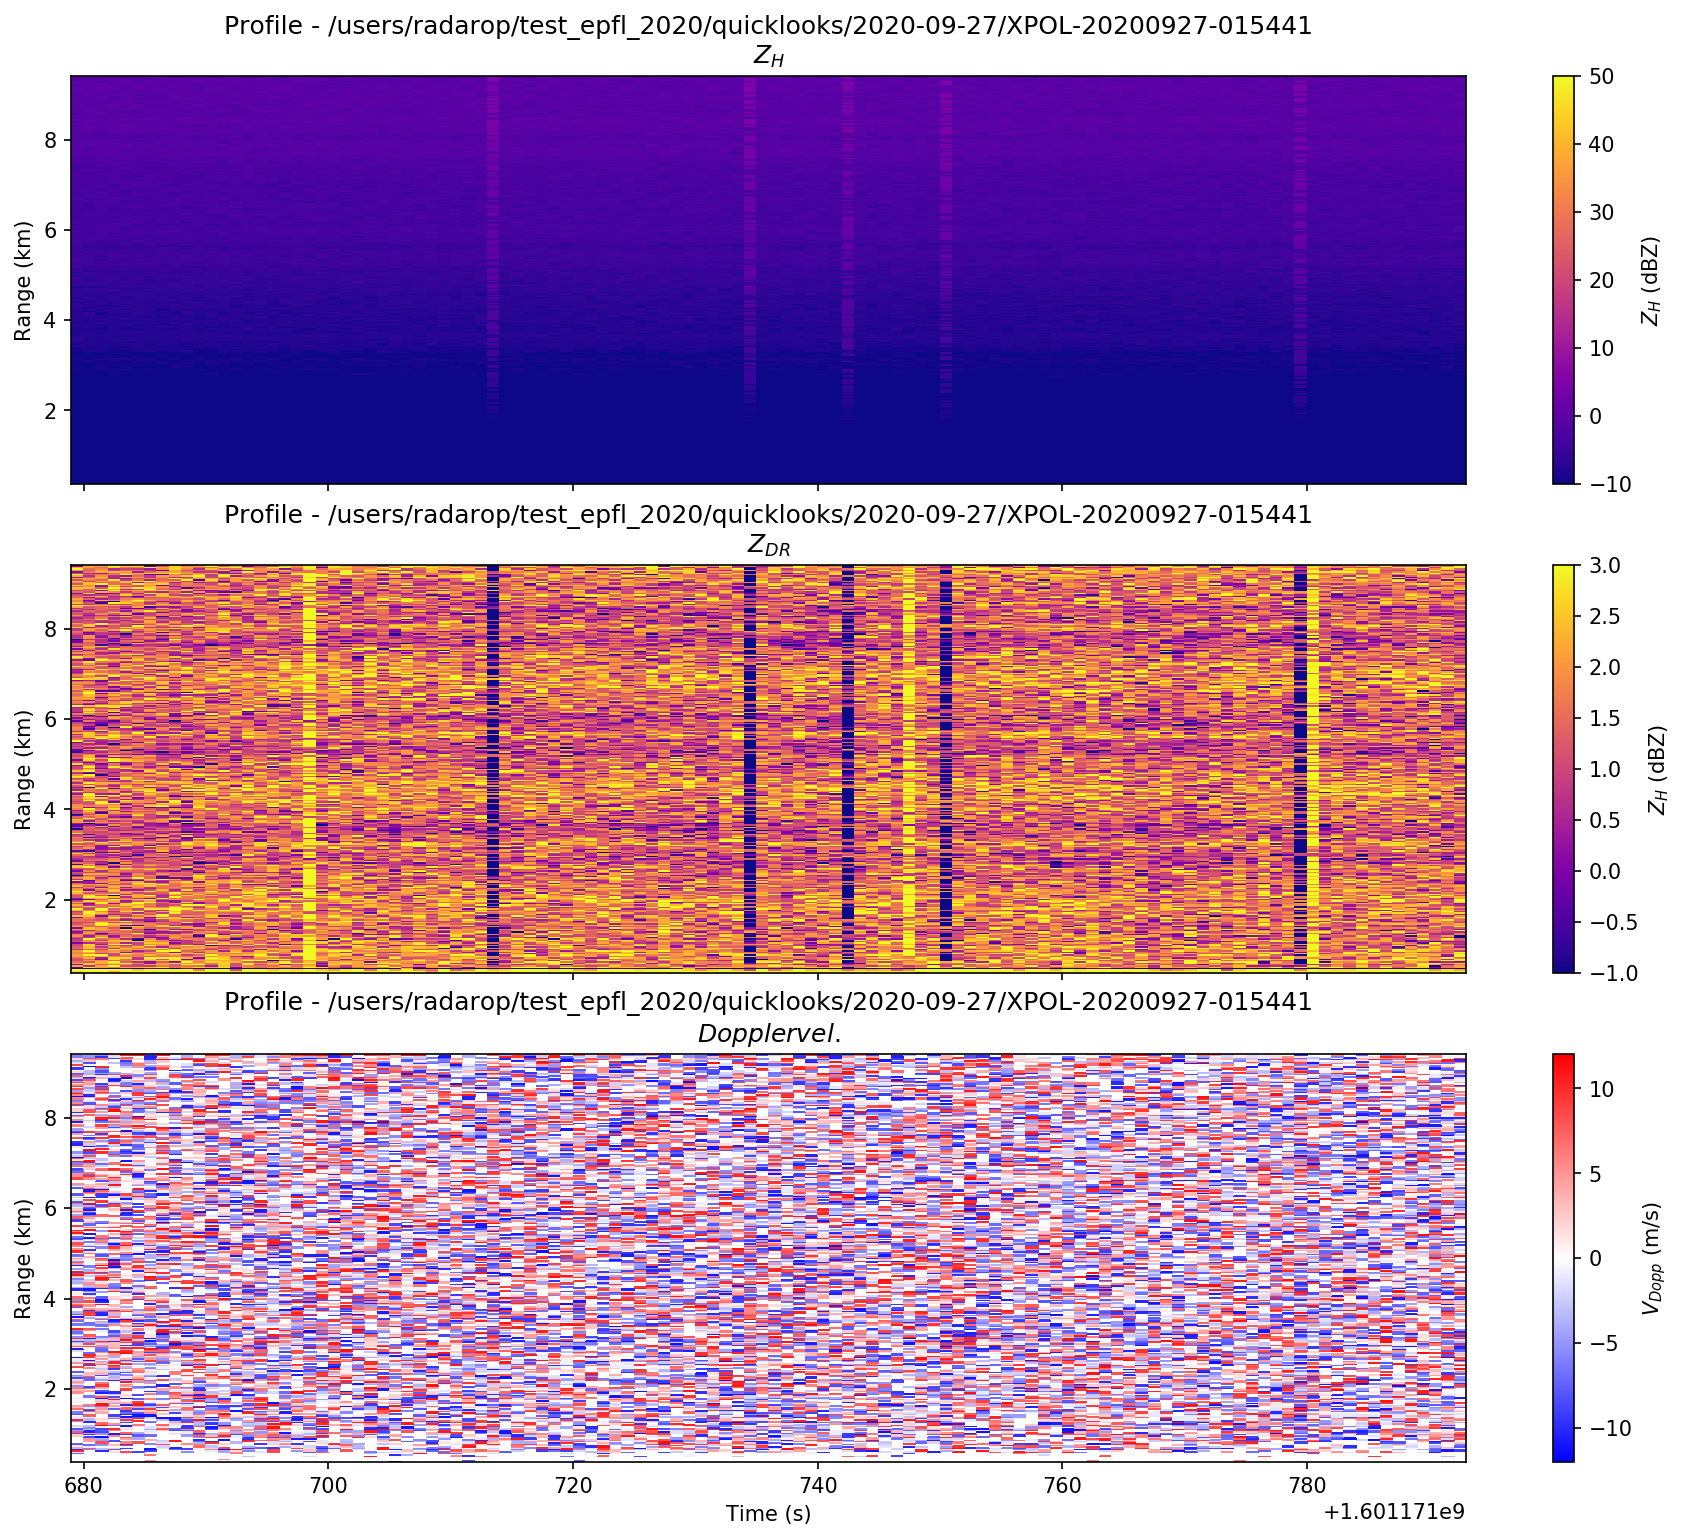 Profile - /users/radarop/test_epfl_2020/quicklooks/2020-09-27/XPOL-20200927-015441
Z_H
Range (km)
8
6
4
2
50
40
30
20
10
0
−10
Z_H (dBZ)
Profile - /users/radarop/test_epfl_2020/quicklooks/2020-09-27/XPOL-20200927-015441
Z_DR
Range (km)
8
6
4
2
3.0
2.5
2.0
1.5
1.0
0.5
0.0
−0.5
−1.0
Z_H (dBZ)
Profile - /users/radarop/test_epfl_2020/quicklooks/2020-09-27/XPOL-20200927-015441
Dopplervel.
Range (km)
8
6
4
2
10
5
0
−5
−10
V_Dopp (m/s)
680 700 720 740 760 780
Time (s)
+1.601171e9